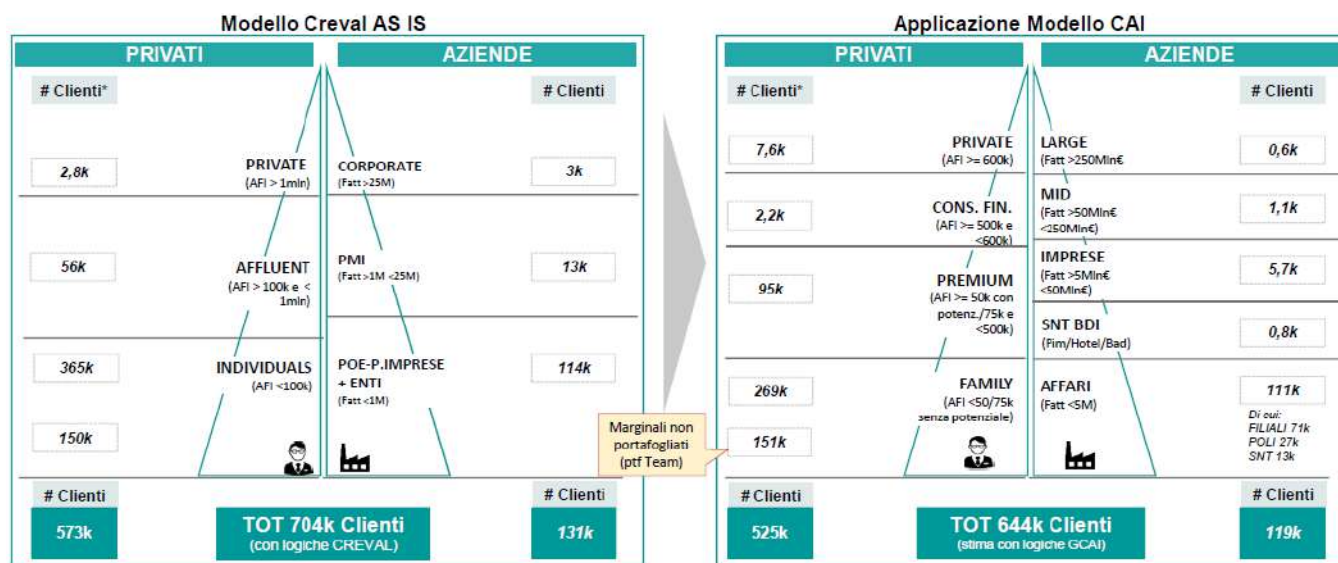 Modello Creval AS IS
PRIVATI
AZIENDE
# Clienti*
# Clienti
2,8k
PRIVATE
(AFI > 1mln)
CORPORATE
(Fatt >25M)
3k
56k
AFFLUENT
(AFI > 100k e <
1mln)
PMI
(Fatt >1M <25M)
13k
365k
INDIVIDUALS
(AFI <100k)
POE-P.IMPRESE
+ ENTI
(Fatt <1M)
114k
150k
# Clienti
573k
TOT 704k Clienti
(con logiche CREVAL)
# Clienti
131k
Applicazione Modello CAI
PRIVATI
AZIENDE
# Clienti*
# Clienti
7,6k
PRIVATE
(AFI >= 600k)
LARGE
(Fatt >250Mln€
0,6k
2,2k
CONS. FIN.
(AFI >= 500k e
<600k)
MID
(Fatt >50Mln€
<250Mln€)
1,1k
95k
PREMIUM
(AFI >= 50k con
potenz./75k e
<500k)
IMPRESE
(Fatt >5Mln€
<50Mln€)
5,7k
SNT BDI
(Fim/Hotel/Bad)
0,8k
269k
FAMILY
(AFI <50/75k
senza potenziale)
AFFARI
(Fatt <5M)
111k
Di cui:
FILIALI 71k
POLI 27k
SNT 13k
Marginali non
portafogliati
(ptf Team)
151k
# Clienti
525k
TOT 644k Clienti
(stima con logiche GCAI)
# Clienti
119k